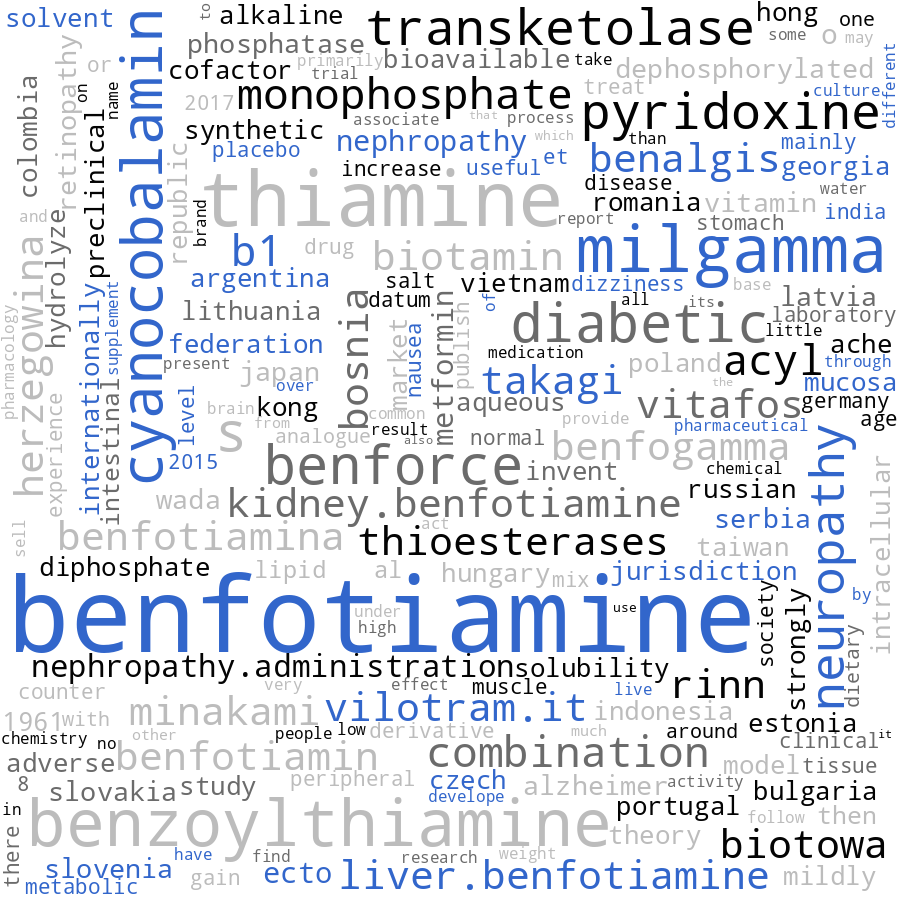 solvent
to
alkaline
transketolase
hong
one
some
o
may
phosphatase
primarily
bioavailable
take
cofactor
trial
dephosphorylated
different
culture
2017
monophosphate
treat
pyridoxine
colombia
retinopathy
or
on
name
cyanocobalamin
synthetic
associate
that
process
which
nephropathy
than
mainly
placebo
increase
useful
et
benalgis
georgia
preclinical
republic
brand
thiamine
disease
romania
vitamin
water
report
stomach
india
and
hydrolyze
b1
drug
biotamin
milgamma
herzegowina
argentina
salt
vietnam
dizziness
base
of
datum
all
its
latvia
lithuania
bosnia
metformin
publish
diabetic
laboratory
little
pharmacology
internationally
supplement
federation
market
nausea
medication
acyl
ache
present
japan
poland
through
over
takagi
the
mucosa
experience
intestinal
level
brain
kong
common
aqueous
vitafos
germany
from
result
provide
pharmaceutical
age
s
analogue
also
normal
benfogamma
2015
benforce
invent
chemical
neuropathy
intracellular
wada
kidney.benfotiamine
russian
sell
act
serbia
benfotiamina
thioesterases
taiwan
diphosphate
lipid
al
hungary
mix
jurisdiction
benfotiamine
society
strongly
by
under
use
high
dietary
nephropathy.administration
solubility
counter
very
effect
muscle
live
rinn
1961
with
minakami
vilotram.it
indonesia
estonia
chemistry
no
other
people
low
derivative
much
around
clinical
it
adverse
benfotiamin
combination
model
tissue
8
slovakia
study
peripheral
czech
alzheimer
activity
bulgaria
in
develope
portugal
follow
then
there
benzoylthiamine
theory
biotowa
slovenia
have
find
research
weight
metabolic
gain
ecto
liver.benfotiamine
mildly